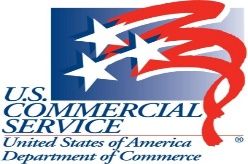 U.S.
COMMERCIAL
SERVICE
®
United States of America
Department of Commerce